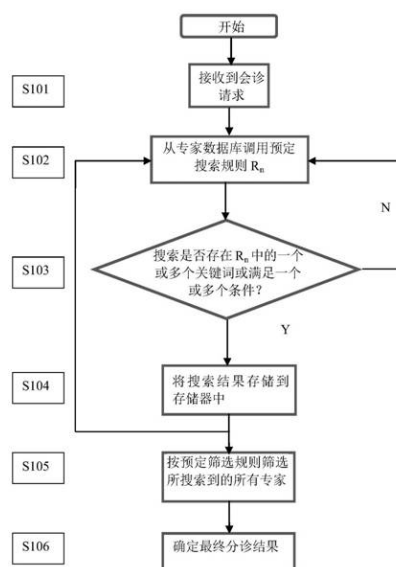 开始
S101
接收到会诊
请求
S102
从专家数据库调用预定
搜索规则 Rn
N
S103
搜索是否存在 Rn 中的一个
或多个关键词或满足一个
或多个条件？
Y
S104
将搜索结果存储到
存储器中
S105
按预定筛选规则筛选
所搜索到的所有专家
S106
确定最终分诊结果